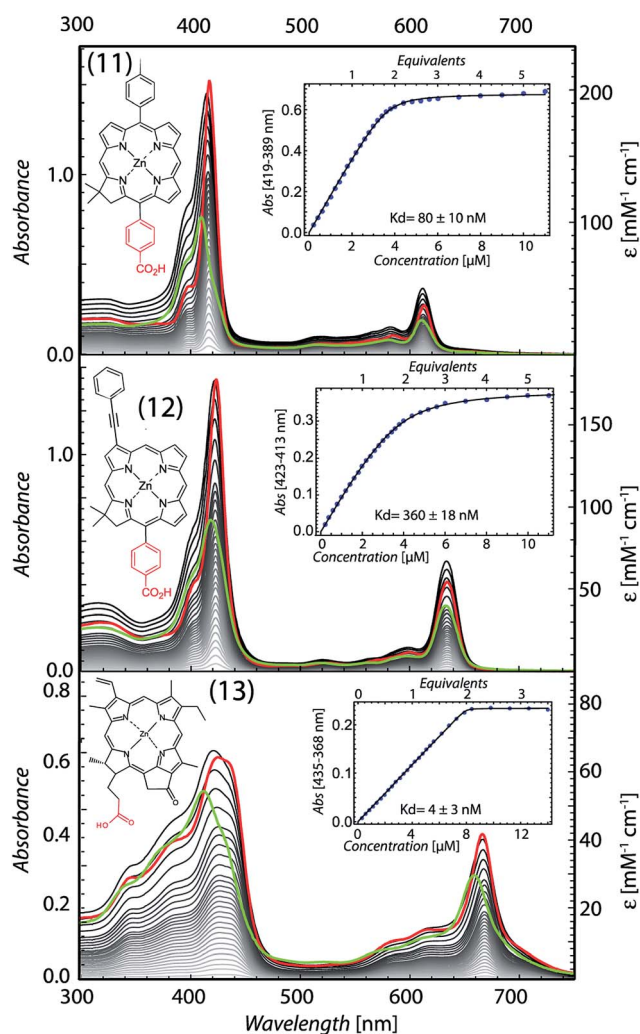 300 400 500 600 700
(11)
Zn
CO₂H
Absorbance
1.0
0.0
Equivalents
1 2 3 4 5
Abs [419-389 nm]
0.6
0.4
0.2
0.0
Kd= 80 ± 10 nM
0 2 4 6 8 10
Concentration [µM]
200
100
ε [mM⁻¹ cm⁻¹]
(12)
Zn
CO₂H
Absorbance
1.0
0.0
Equivalents
1 2 3 4 5
Abs [423-413 nm]
0.3
0.2
0.1
0.0
Kd= 360 ± 18 nM
0 2 4 6 8 10
Concentration [µM]
150
100
50
ε [mM⁻¹ cm⁻¹]
(13)
Zn
O
HO
O
Absorbance
0.8
0.6
0.4
0.2
0.0
Equivalents
0 1 2 3
Abs [435-368 nm]
0.2
0.1
0.0
Kd= 4 ± 3 nM
0 2 4 6 8 10 12
Concentration [µM]
80
60
40
20
ε [mM⁻¹ cm⁻¹]
300 400 500 600 700
Wavelength [nm]